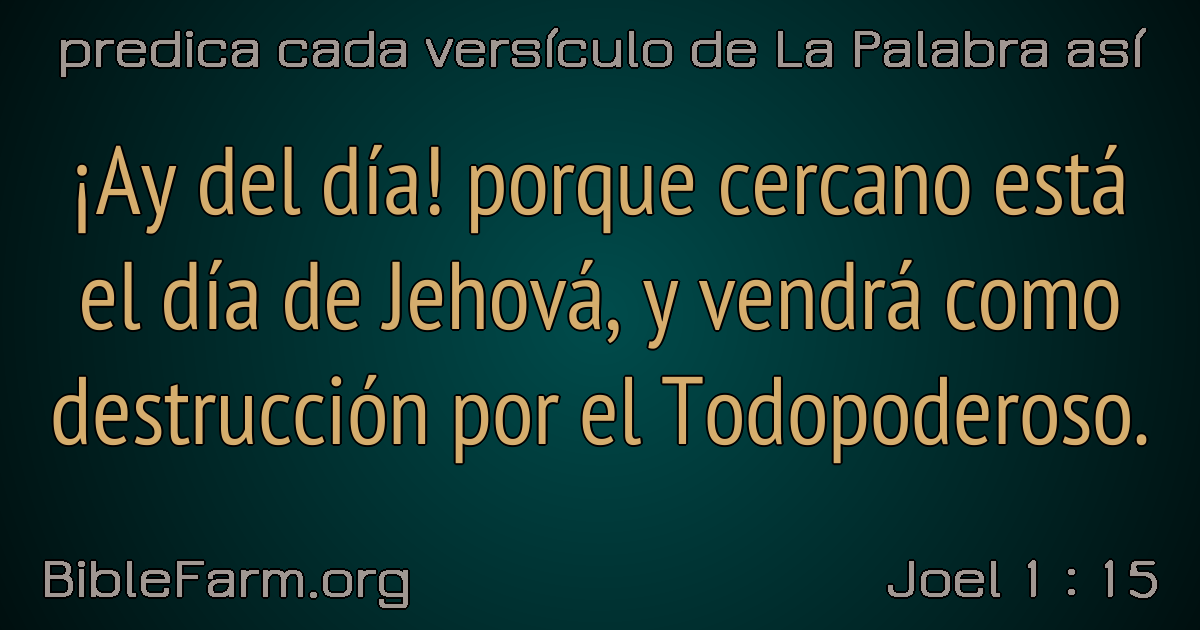 predica cada versículo de La Palabra así
¡Ay del día! porque cercano está
el día de Jehová, y vendrá como
destrucción por el Todopoderoso.
BibleFarm.org
Joel 1 : 15